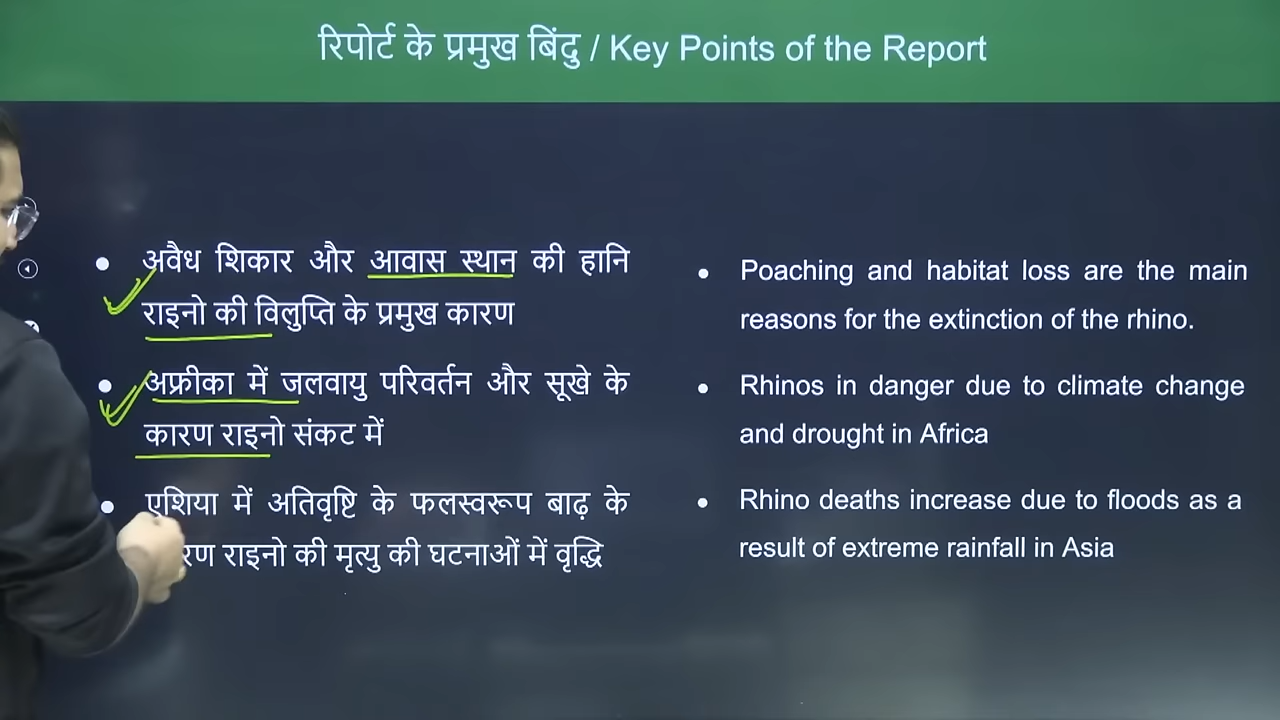 रिपोर्ट के प्रमुख बिंदु / Key Points of the Report
अवैध शिकार और आवास स्थान की हानि
राइनो की विलुप्ति के प्रमुख कारण
अफ्रीका में जलवायु परिवर्तन और सूखे के
कारण राइनो संकट में
एशिया में अतिवृष्टि के फलस्वरूप बाढ़ के
राइनो की मृत्यु की घटनाओं में वृद्धि
Poaching and habitat loss are the main
reasons for the extinction of the rhino.
Rhinos in danger due to climate change
and drought in Africa
Rhino deaths increase due to floods as a
result of extreme rainfall in Asia